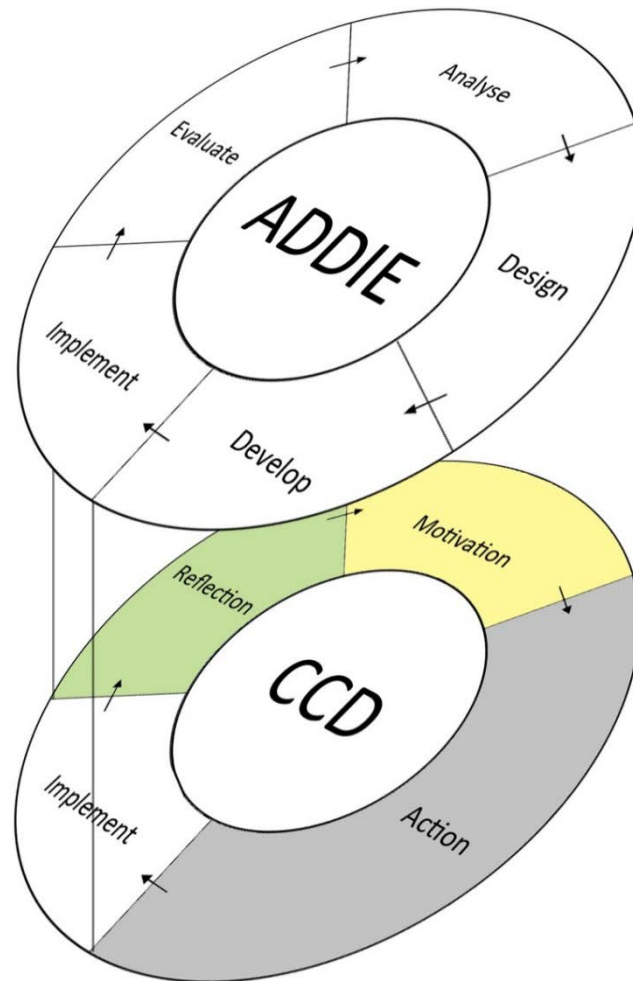 Analyse
Evaluate
ADDIE
Design
Implement
Develop
Motivation
Reflection
CCD
Implement
Action